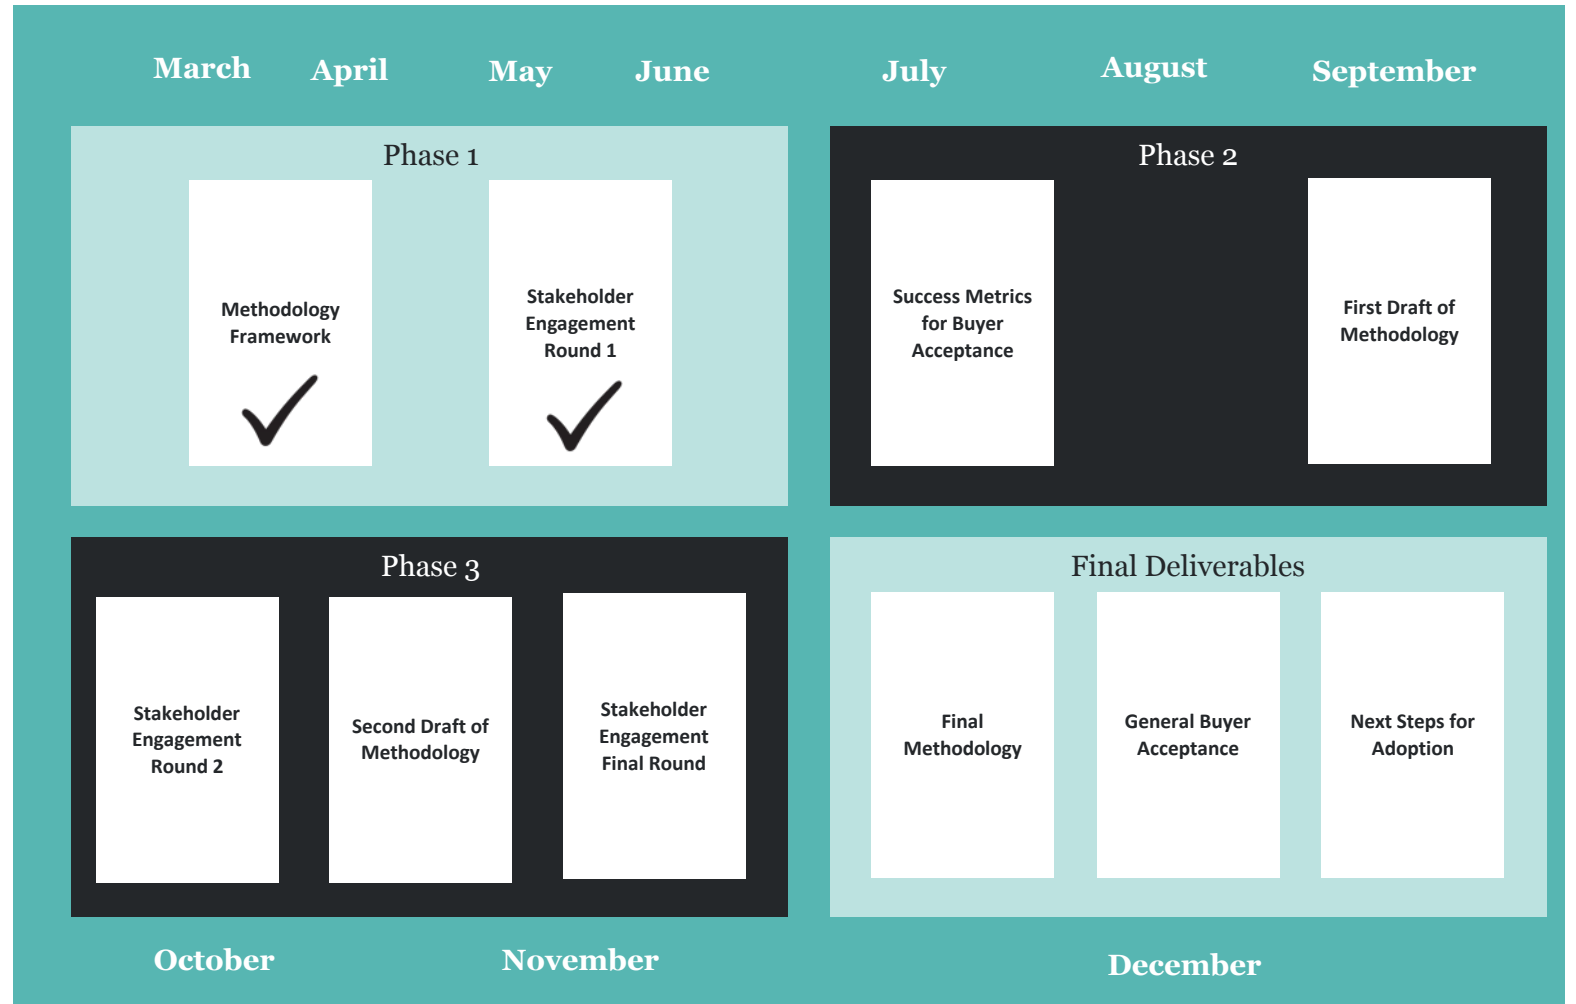 March April May June July August September
Phase 1
Methodology
Framework
Stakeholder
Engagement
Round 1
Phase 2
Success Metrics
for Buyer
Acceptance
First Draft of
Methodology
Phase 3
Stakeholder
Engagement
Round 2
Second Draft of
Methodology
Stakeholder
Engagement
Final Round
Final Deliverables
Final
Methodology
General Buyer
Acceptance
Next Steps for
Adoption
October November December